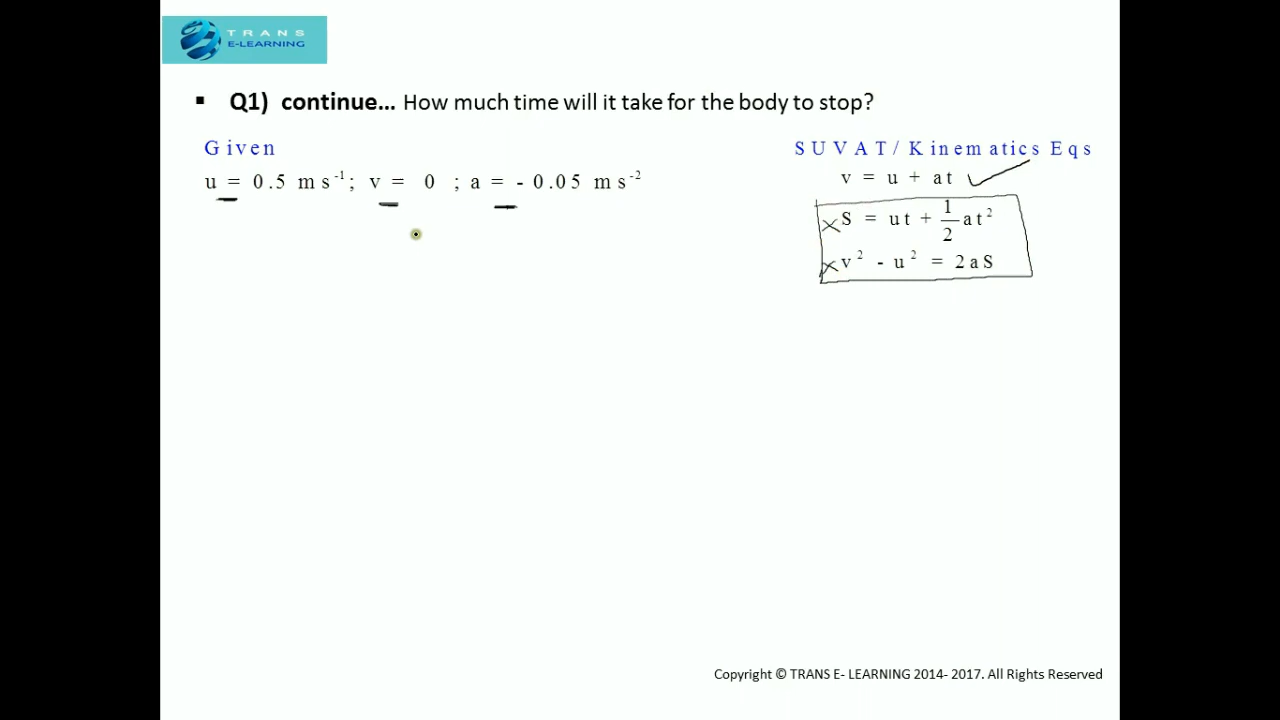 TRANS
E-LEARNING
▪ Q1) continue... How much time will it take for the body to stop?
Given
SUVAT/Kinematics Eqs
u = 0.5 ms⁻¹; v = 0 ; a = - 0.05 ms⁻²
v = u + at ✓
× S = ut + 1/2 at²
× v² - u² = 2aS
Copyright © TRANS E- LEARNING 2014- 2017. All Rights Reserved